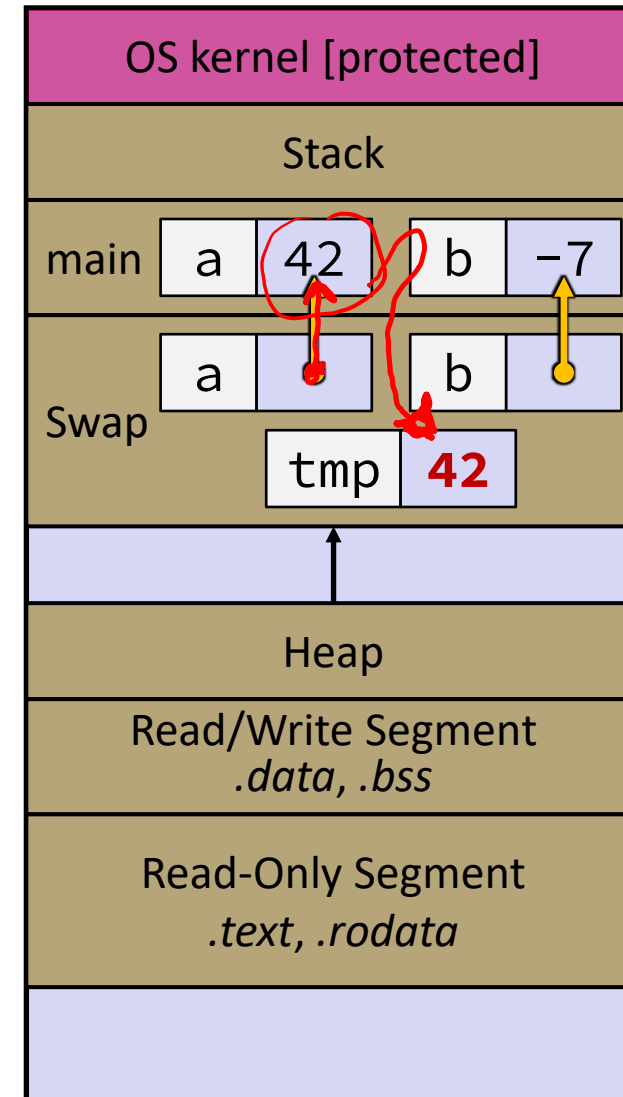 OS kernel [protected]
Stack
main a 42 b -7
a b
Swap
tmp 42
Heap
Read/Write Segment
.data, .bss
Read-Only Segment
.text, .rodata